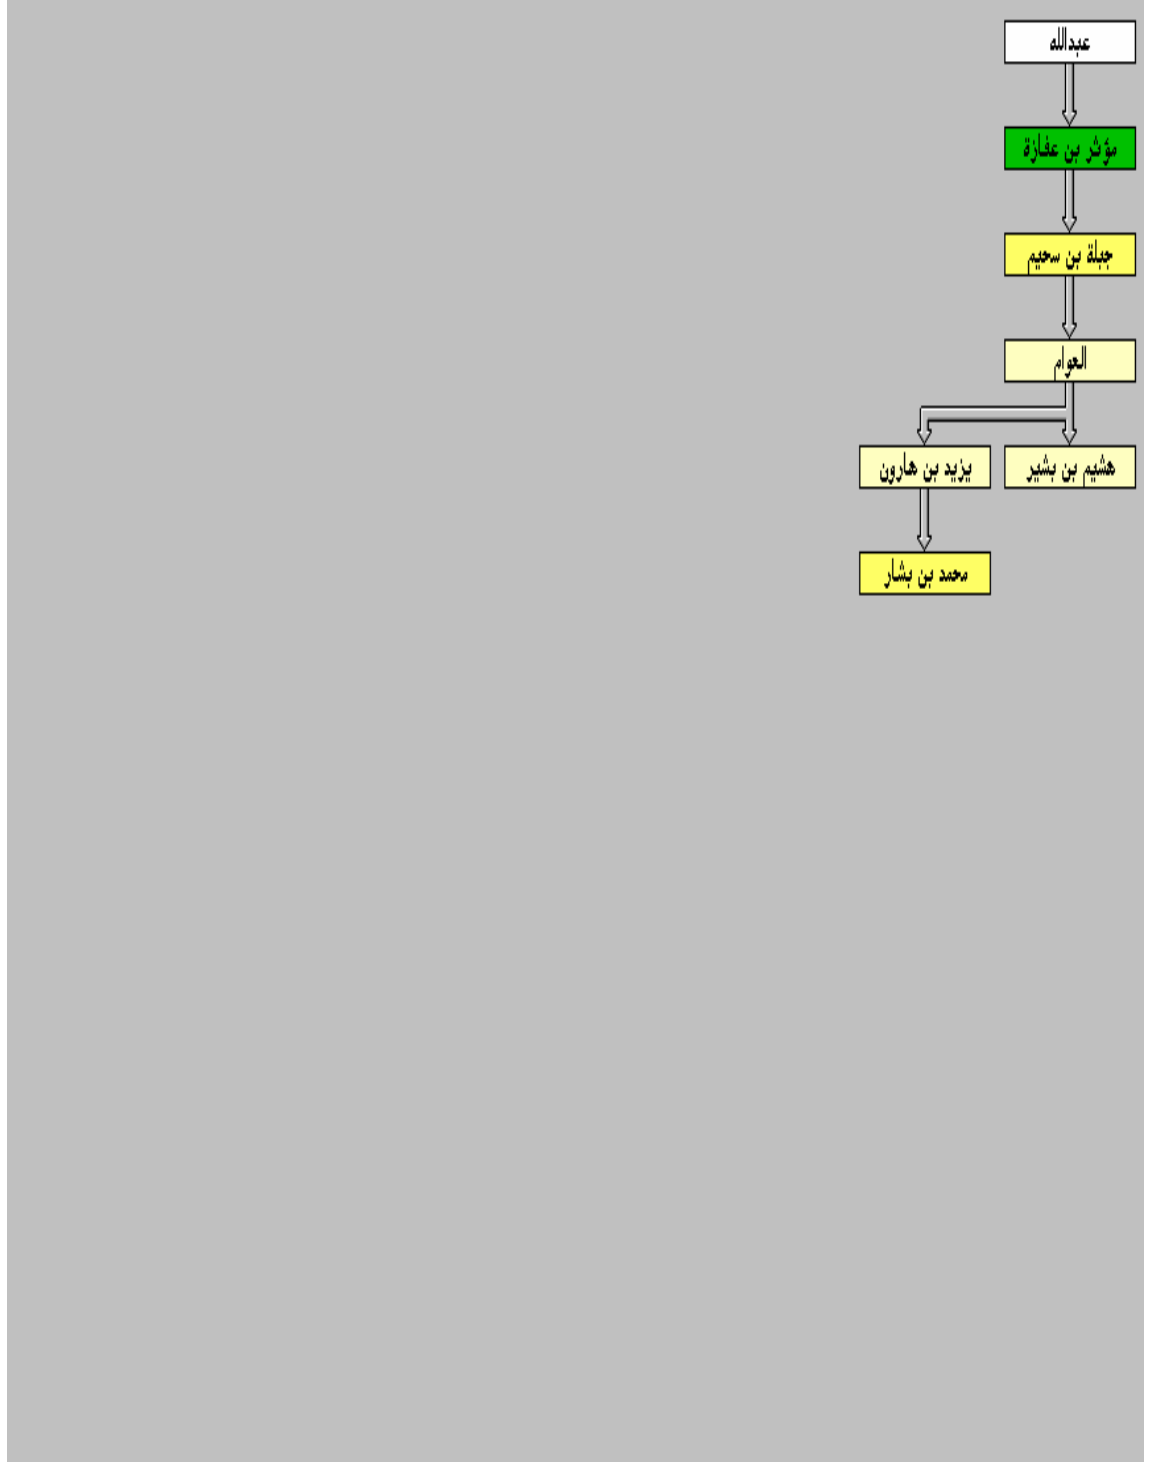 عبدالله
مؤثر بن عفازة
جبلة بن سحيم
العوام
هشيم بن بشير
يزيد بن هارون
محمد بن بشار